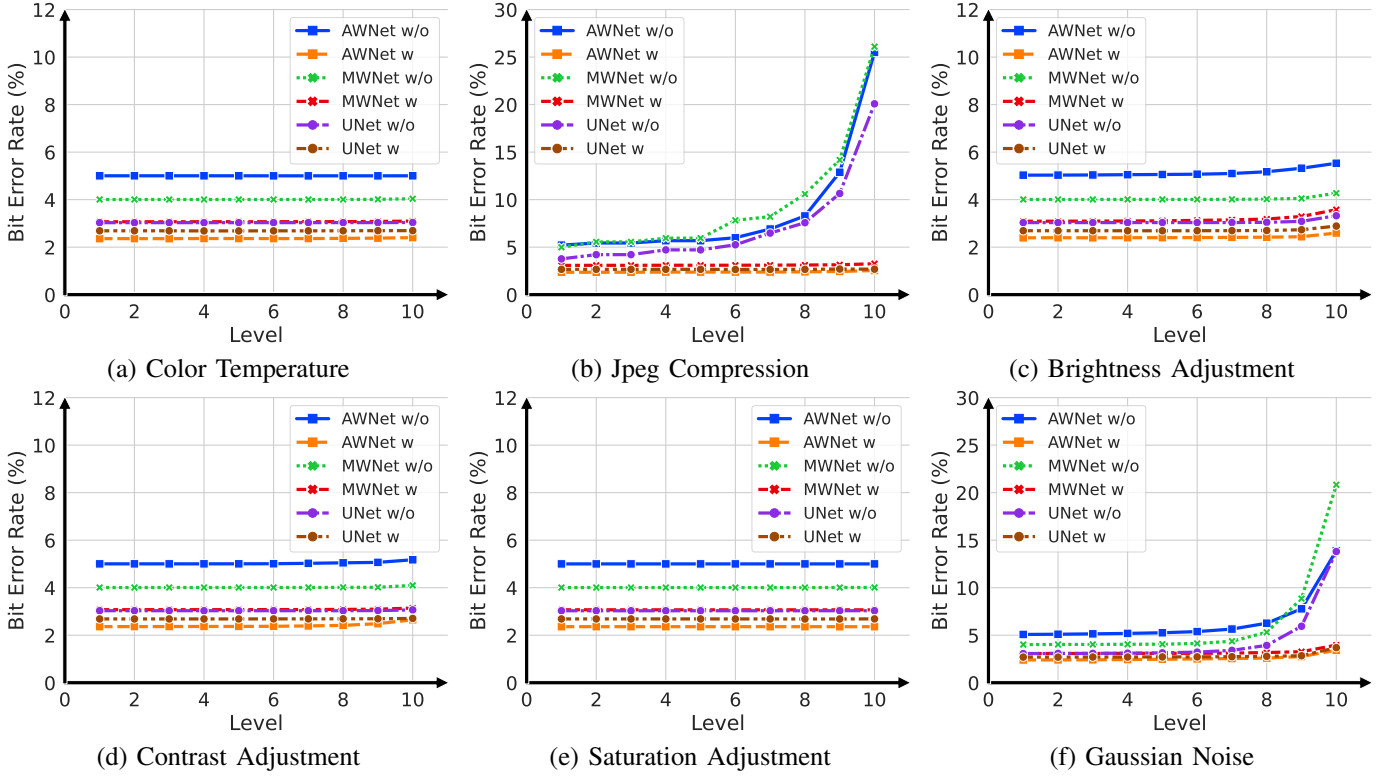 12
10
8
6
4
2
0
0 2 4 6 8 10
Bit Error Rate (%)
Level
AWNet w/o
AWNet w
MWNet w/o
MWNet w
UNet w/o
UNet w
(a) Color Temperature
30
25
20
15
10
5
0
0 2 4 6 8 10
Bit Error Rate (%)
Level
AWNet w/o
AWNet w
MWNet w/o
MWNet w
UNet w/o
UNet w
(b) Jpeg Compression
12
10
8
6
4
2
0
0 2 4 6 8 10
Bit Error Rate (%)
Level
AWNet w/o
AWNet w
MWNet w/o
MWNet w
UNet w/o
UNet w
(c) Brightness Adjustment
12
10
8
6
4
2
0
0 2 4 6 8 10
Bit Error Rate (%)
Level
AWNet w/o
AWNet w
MWNet w/o
MWNet w
UNet w/o
UNet w
(d) Contrast Adjustment
12
10
8
6
4
2
0
0 2 4 6 8 10
Bit Error Rate (%)
Level
AWNet w/o
AWNet w
MWNet w/o
MWNet w
UNet w/o
UNet w
(e) Saturation Adjustment
30
25
20
15
10
5
0
0 2 4 6 8 10
Bit Error Rate (%)
Level
AWNet w/o
AWNet w
MWNet w/o
MWNet w
UNet w/o
UNet w
(f) Gaussian Noise